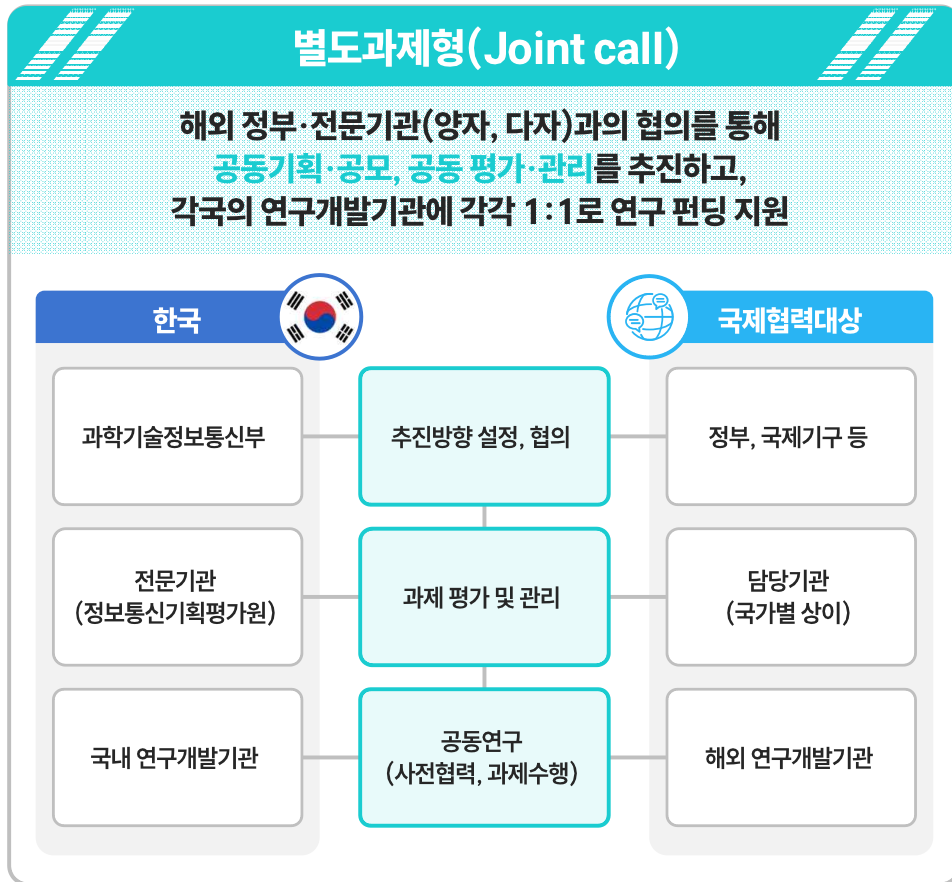 별도과제형(Joint call)
해외 정부·전문기관(양자, 다자)과의 협의를 통해
공동기획·공모, 공동 평가·관리를 추진하고,
각국의 연구개발기관에 각각 1:1로 연구 펀딩 지원
한국
국제협력대상
과학기술정보통신부
추진방향 설정, 협의
정부, 국제기구 등
전문기관
(정보통신기획평가원)
과제 평가 및 관리
담당기관
(국가별 상이)
국내 연구개발기관
공동연구
(사전협력, 과제수행)
해외 연구개발기관